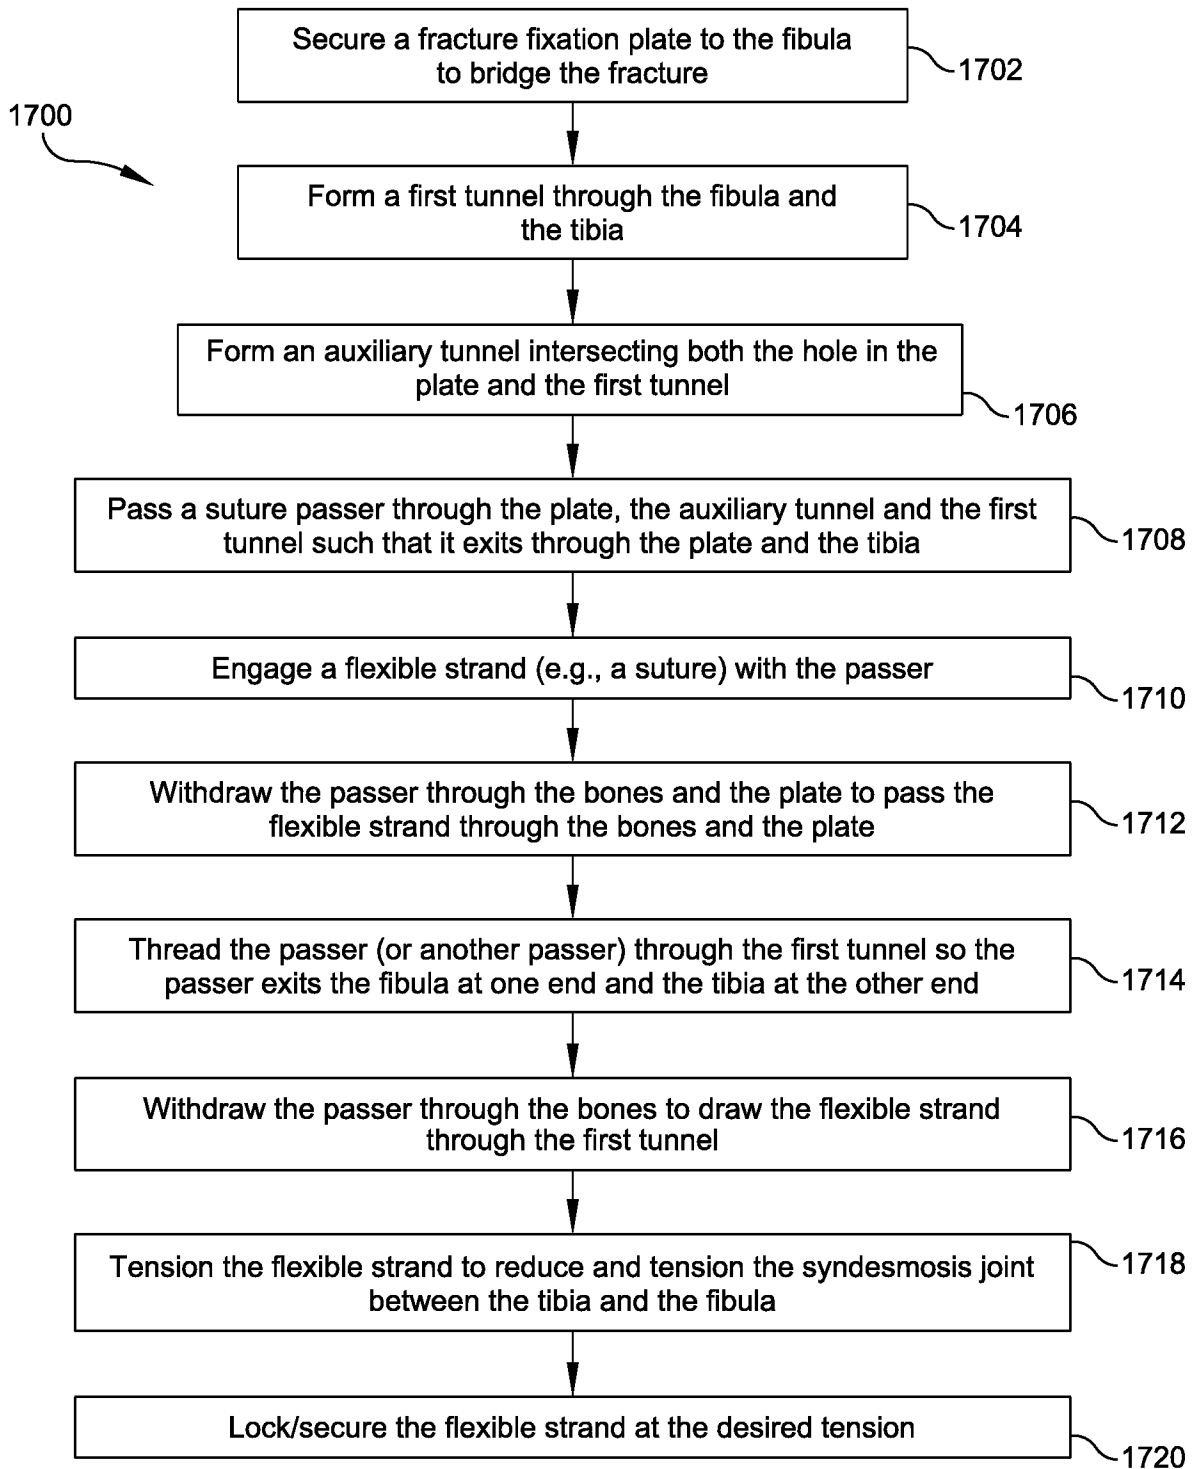 Secure a fracture fixation plate to the fibula
to bridge the fracture
1702
1700
Form a first tunnel through the fibula and
the tibia
1704
Form an auxiliary tunnel intersecting both the hole in the
plate and the first tunnel
1706
Pass a suture passer through the plate, the auxiliary tunnel and the first
tunnel such that it exits through the plate and the tibia
1708
Engage a flexible strand (e.g., a suture) with the passer
1710
Withdraw the passer through the bones and the plate to pass the
flexible strand through the bones and the plate
1712
Thread the passer (or another passer) through the first tunnel so the
passer exits the fibula at one end and the tibia at the other end
1714
Withdraw the passer through the bones to draw the flexible strand
through the first tunnel
1716
Tension the flexible strand to reduce and tension the syndesmosis joint
between the tibia and the fibula
1718
Lock/secure the flexible strand at the desired tension
1720